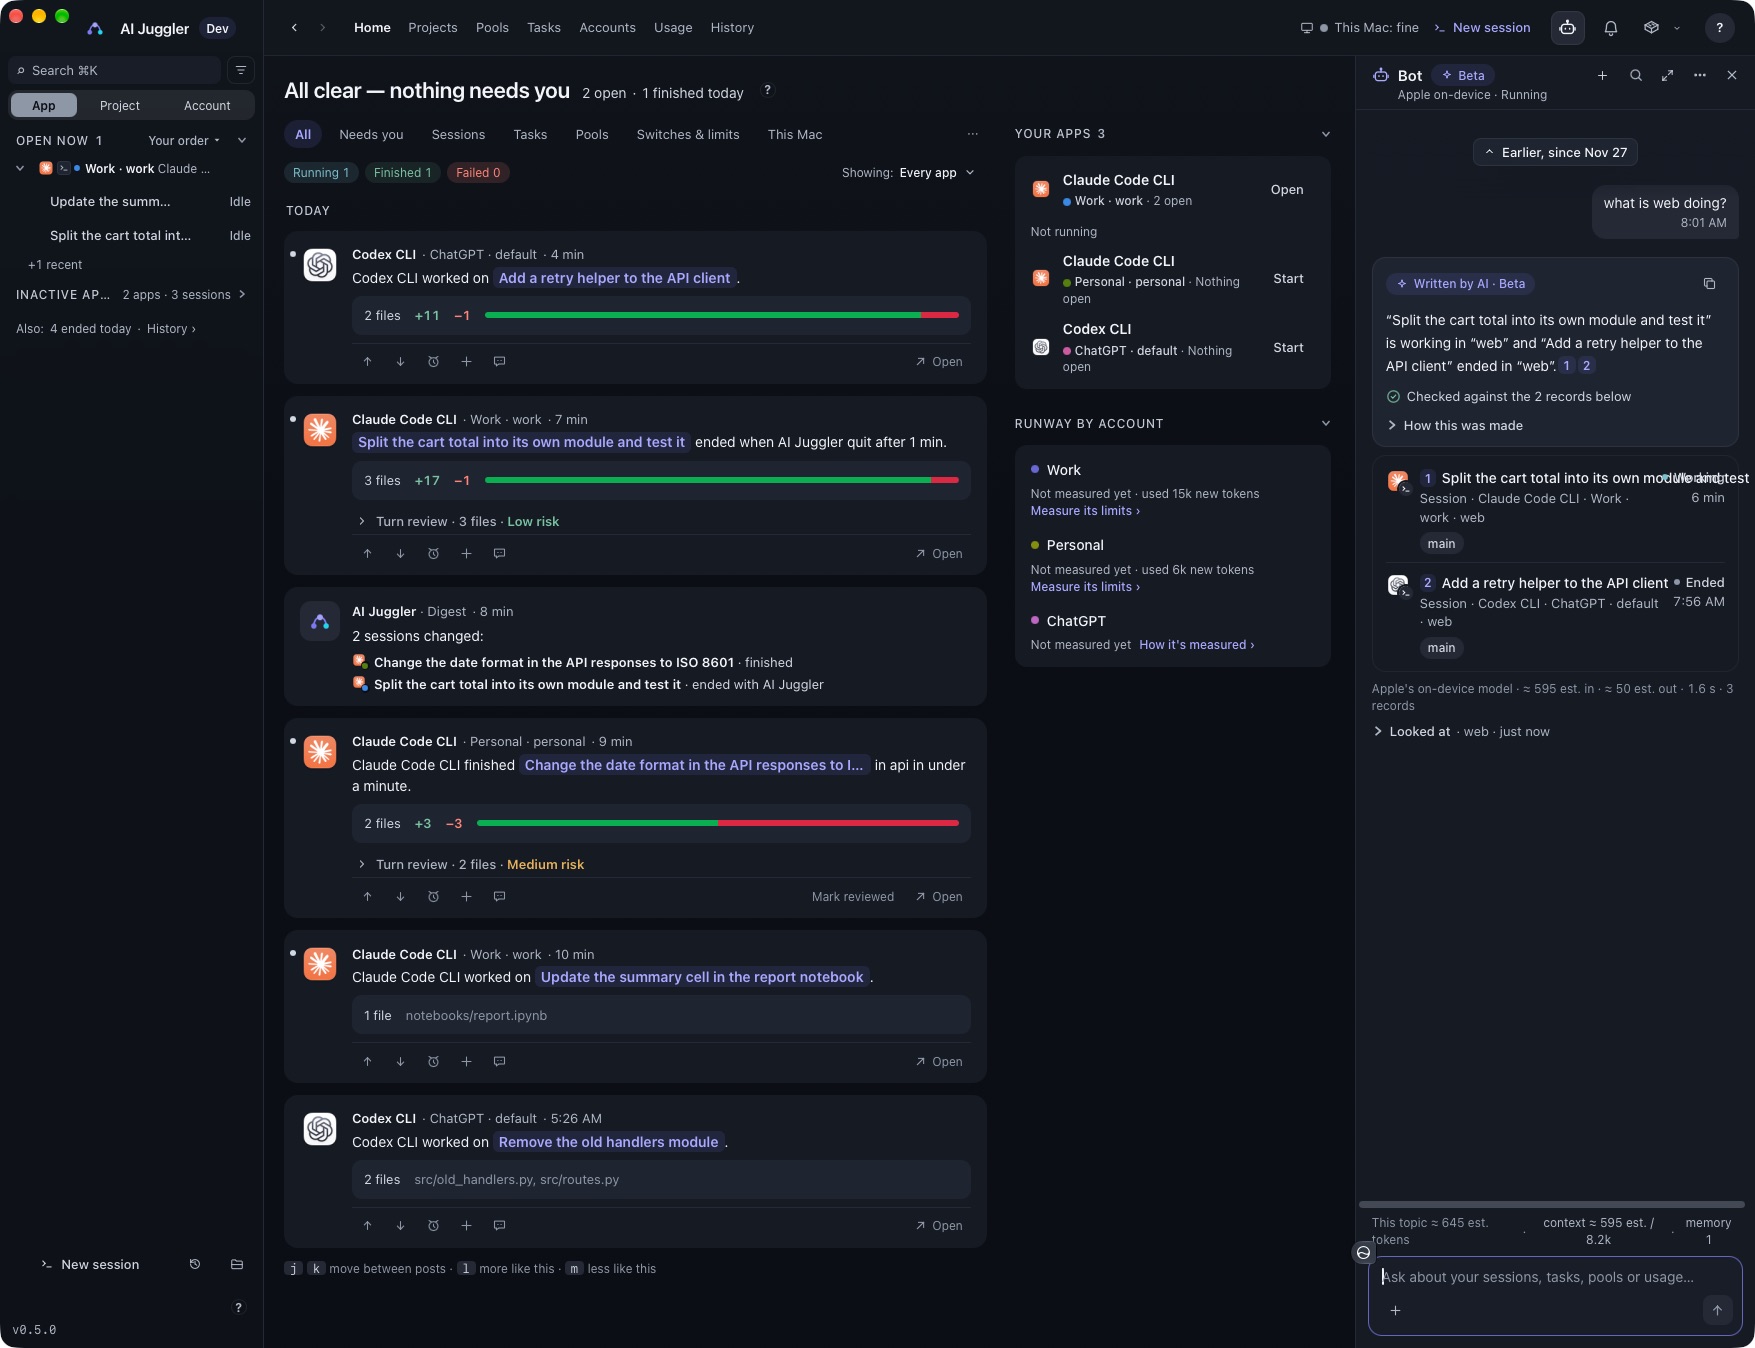 AI Juggler Dev
Search ⌘K
App Project Account
OPEN NOW 1 Your order
Work · work Claude ...
Update the summ... Idle
Split the cart total int... Idle
+1 recent
INACTIVE AP... 2 apps · 3 sessions
Also: 4 ended today · History ›
New session
?
v0.5.0
Home Projects Pools Tasks Accounts Usage History
This Mac: fine New session ?
All clear — nothing needs you 2 open · 1 finished today ?
All Needs you Sessions Tasks Pools Switches & limits This Mac ...
Running 1 Finished 1 Failed 0 Showing: Every app
TODAY
Codex CLI · ChatGPT · default · 4 min
Codex CLI worked on Add a retry helper to the API client .
2 files +11 −1
Open
Claude Code CLI · Work · work · 7 min
Split the cart total into its own module and test it ended when AI Juggler quit after 1 min.
3 files +17 −1
Turn review · 3 files · Low risk
Open
AI Juggler · Digest · 8 min
2 sessions changed:
Change the date format in the API responses to ISO 8601 · finished
Split the cart total into its own module and test it · ended with AI Juggler
Claude Code CLI · Personal · personal · 9 min
Claude Code CLI finished Change the date format in the API responses to I... in api in under
a minute.
2 files +3 −3
Turn review · 2 files · Medium risk
Mark reviewed Open
Claude Code CLI · Work · work · 10 min
Claude Code CLI worked on Update the summary cell in the report notebook .
1 file notebooks/report.ipynb
Open
Codex CLI · ChatGPT · default · 5:26 AM
Codex CLI worked on Remove the old handlers module .
2 files src/old_handlers.py, src/routes.py
Open
j k move between posts · l more like this · m less like this
YOUR APPS 3
Claude Code CLI
Work · work · 2 open
Open
Not running
Claude Code CLI
Personal · personal · Nothing
open
Start
Codex CLI
ChatGPT · default · Nothing
open
Start
RUNWAY BY ACCOUNT
Work
Not measured yet · used 15k new tokens
Measure its limits ›
Personal
Not measured yet · used 6k new tokens
Measure its limits ›
ChatGPT
Not measured yet How it's measured ›
Bot Beta
Apple on-device · Running
Earlier, since Nov 27
what is web doing?
8:01 AM
Written by AI · Beta
“Split the cart total into its own module and test it”
is working in “web” and “Add a retry helper to the
API client” ended in “web”. 1 2
Checked against the 2 records below
How this was made
1 Split the cart total into its own module and test
Working
Session · Claude Code CLI · Work · 6 min
work · web
main
2 Add a retry helper to the API client Ended
Session · Codex CLI · ChatGPT · default 7:56 AM
· web
main
Apple's on-device model · ≈ 595 est. in · ≈ 50 est. out · 1.6 s · 3
records
Looked at · web · just now
This topic ≈ 645 est. · context ≈ 595 est. / · memory
tokens 8.2k 1
Ask about your sessions, tasks, pools or usage...